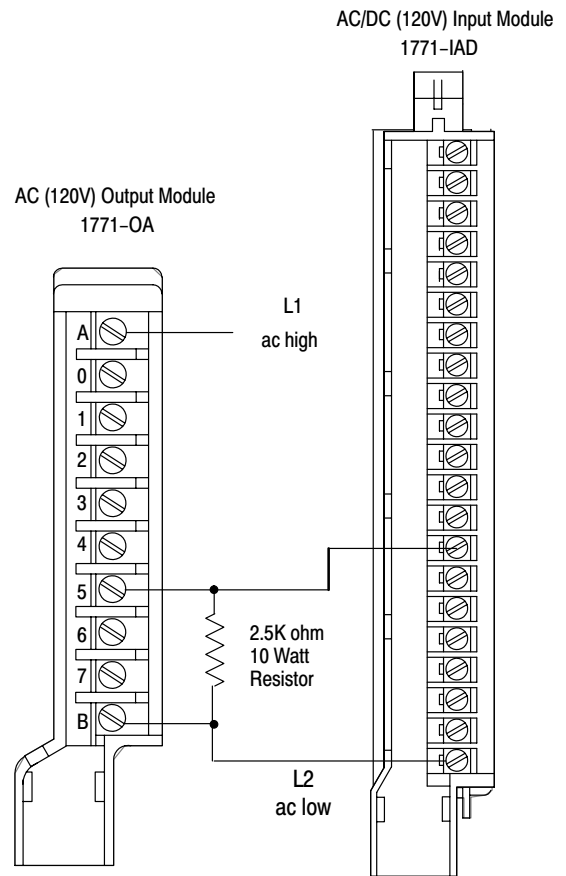 AC/DC (120V) Input Module
1771–IAD
AC (120V) Output Module
1771–OA
L1
ac high
A
0
1
2
3
4
5
6
7
B
2.5K ohm
10 Watt
Resistor
L2
ac low